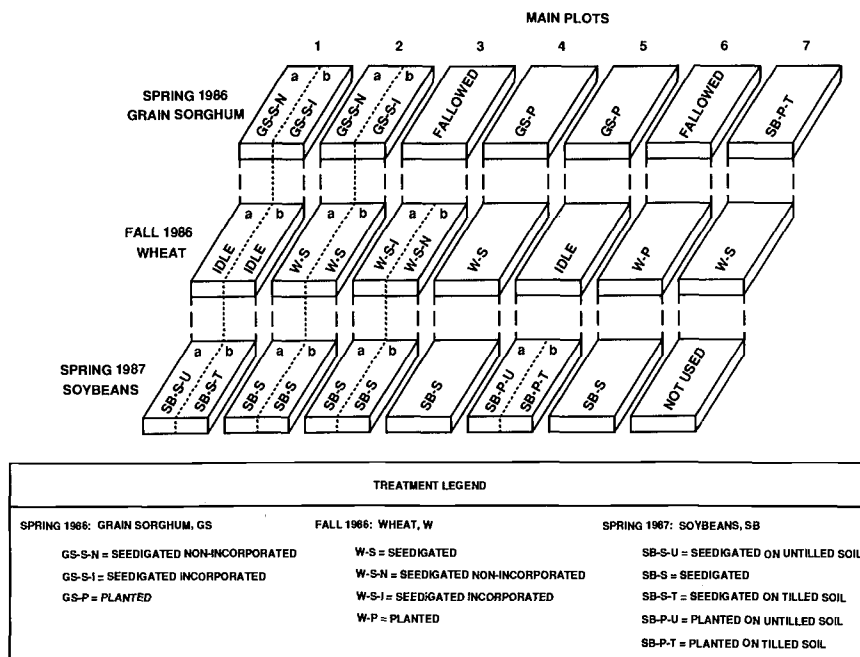 MAIN PLOTS
1 2 3 4 5 6 7
SPRING 1986
GRAIN SORGHUM
a b a b
GS-S-N GS-S-I GS-S-N GS-S-I FALLOWED GS-P GS-P FALLOWED SB-P-T
FALL 1986
WHEAT
a b a b a b
IDLE IDLE W-S W-S W-S-I W-S-N W-S IDLE W-P W-S
SPRING 1987
SOYBEANS
a b a b a b a b
SB-S-U SB-S-T SB-S SB-S SB-S SB-S SB-S SB-P-U SB-P-T SB-S NOT USED
TREATMENT LEGEND
SPRING 1986: GRAIN SORGHUM, GS
GS-S-N = SEEDIGATED NON-INCORPORATED
GS-S-I = SEEDIGATED INCORPORATED
GS-P = PLANTED
FALL 1986: WHEAT, W
W-S = SEEDIGATED
W-S-N = SEEDIGATED NON-INCORPORATED
W-S-I = SEEDIGATED INCORPORATED
W-P = PLANTED
SPRING 1987: SOYBEANS, SB
SB-S-U = SEEDIGATED ON UNTILLED SOIL
SB-S = SEEDIGATED
SB-S-T = SEEDIGATED ON TILLED SOIL
SB-P-U = PLANTED ON UNTILLED SOIL
SB-P-T = PLANTED ON TILLED SOIL